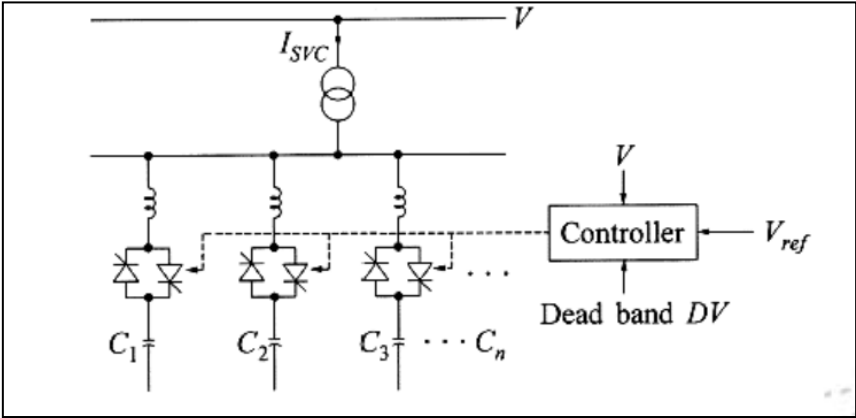 V
I_SVC
V
Controller
V_ref
Dead band DV
C_1
C_2
C_3
· · ·
· · · C_n